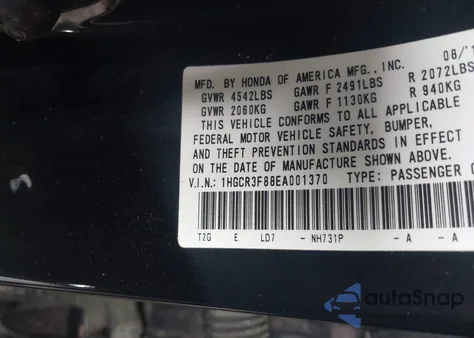 MFD. BY HONDA OF AMERICA MFG., INC. 08/
GVWR 4542LBS GAWR F 2491LBS R 2072LBS
GVWR 2060KG GAWR F 1130KG R 940KG
THIS VEHICLE CONFORMS TO ALL APPLICABLE
FEDERAL MOTOR VEHICLE SAFETY, BUMPER,
AND THEFT PREVENTION STANDARDS IN EFFECT
ON THE DATE OF MANUFACTURE SHOWN ABOVE.
V.I.N.: 1HGCR3F88EA001370 TYPE: PASSENGER
T2G E LD7 - NH731P - A - A
autoSnap